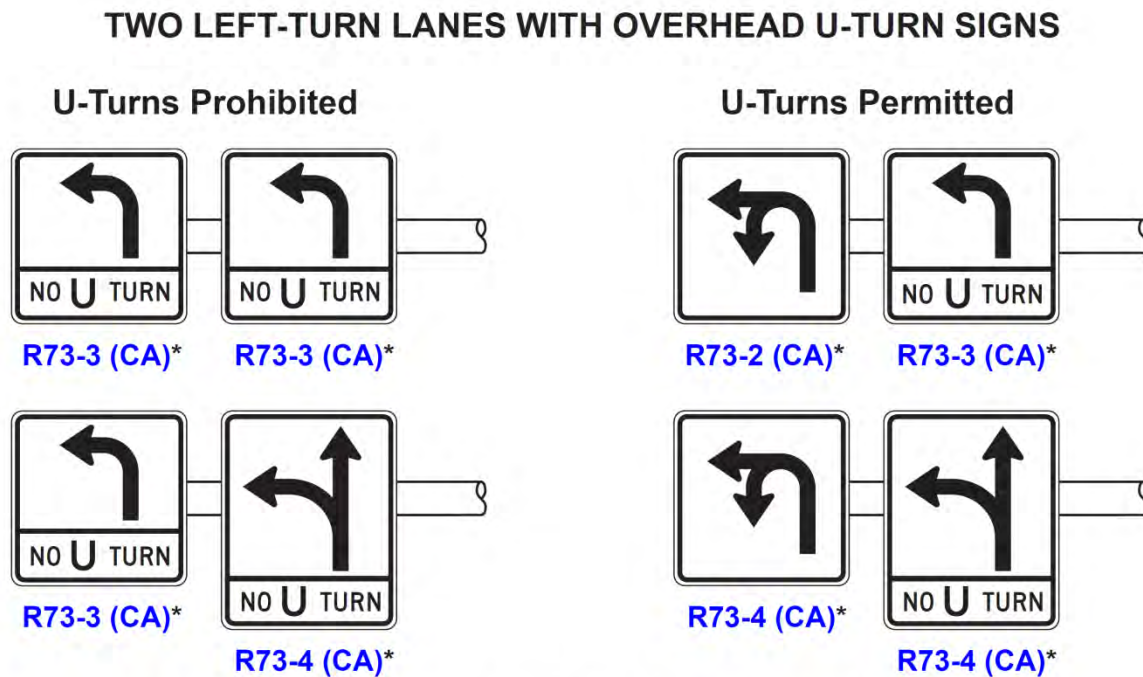 TWO LEFT-TURN LANES WITH OVERHEAD U-TURN SIGNS
U-Turns Prohibited
NO U TURN
NO U TURN
R73-3 (CA)*
R73-3 (CA)*
NO U TURN
NO U TURN
R73-3 (CA)*
R73-4 (CA)*
U-Turns Permitted
NO U TURN
R73-2 (CA)*
R73-3 (CA)*
NO U TURN
R73-4 (CA)*
R73-4 (CA)*